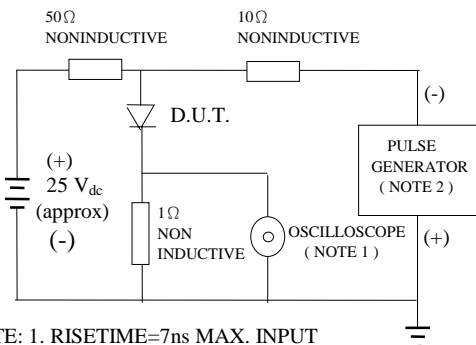 50Ω
NONINDUCTIVE
10Ω
NONINDUCTIVE
(-)
D.U.T.
PULSE
GENERATOR
( NOTE 2 )
(+)
25 Vdc
(approx)
(-)
1Ω
NON
INDUCTIVE
OSCILLOSCOPE
( NOTE 1 )
(+)
TE: 1. RISETIME=7ns MAX. INPUT